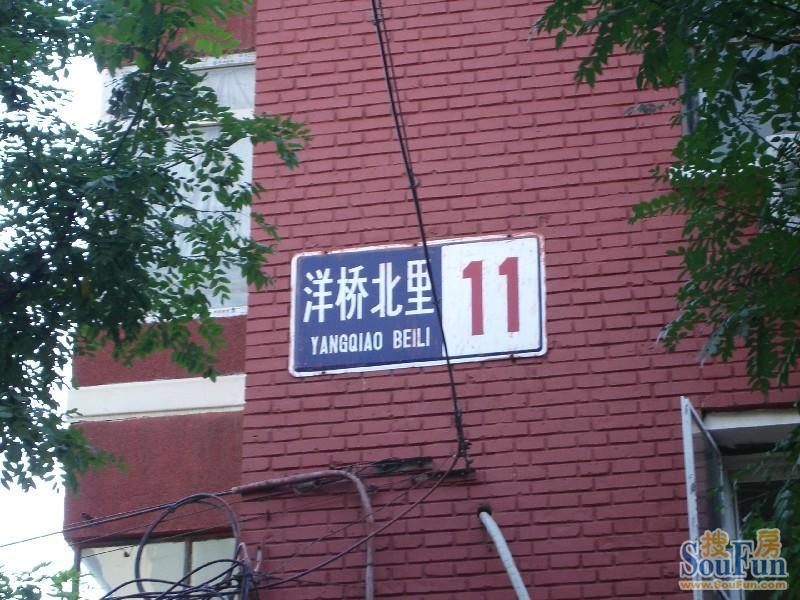 洋桥北里 11
YANGQIAO BEILI
搜房
SouFun
www.SouFun.com